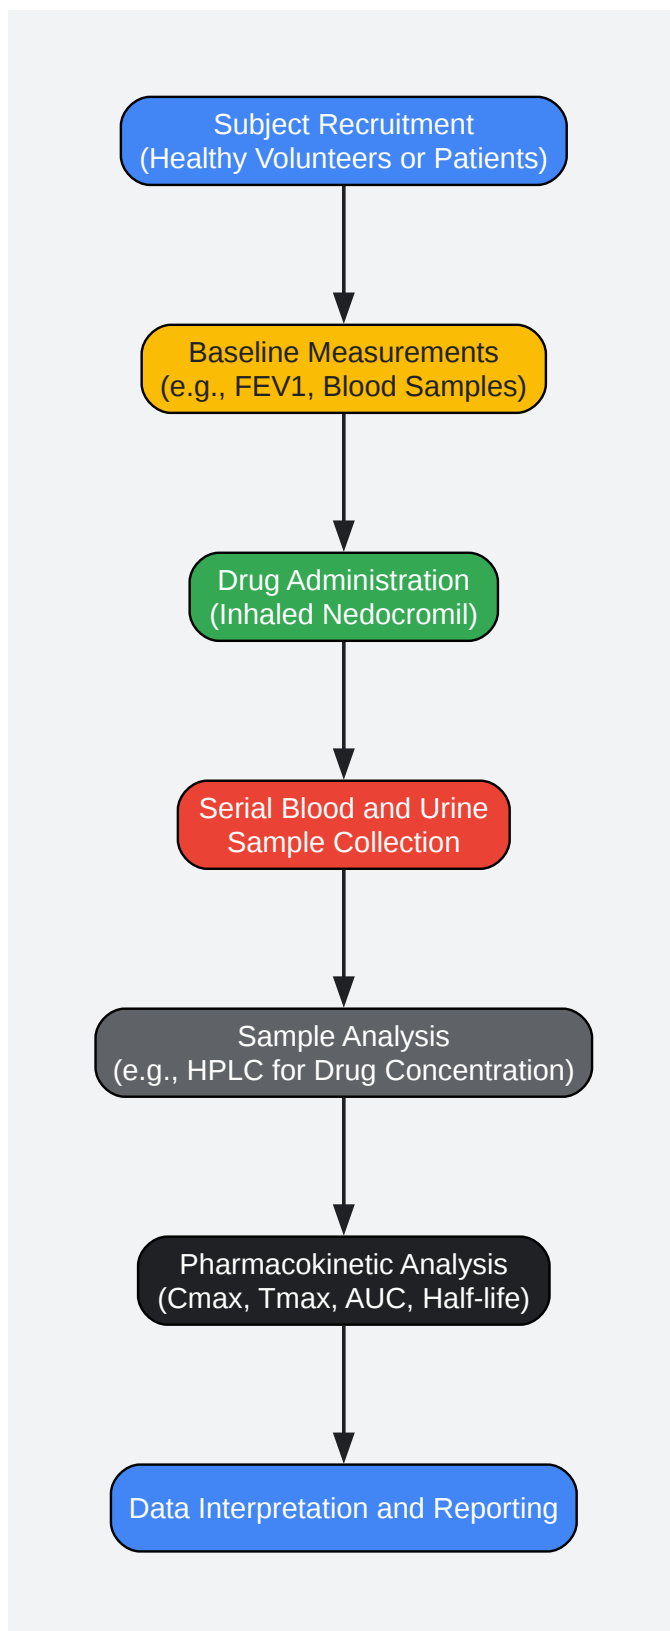 Subject Recruitment
(Healthy Volunteers or Patients)
Baseline Measurements
(e.g., FEV1, Blood Samples)
Drug Administration
(Inhaled Nedocromil)
Serial Blood and Urine
Sample Collection
Sample Analysis
(e.g., HPLC for Drug Concentration)
Pharmacokinetic Analysis
(Cmax, Tmax, AUC, Half-life)
Data Interpretation and Reporting